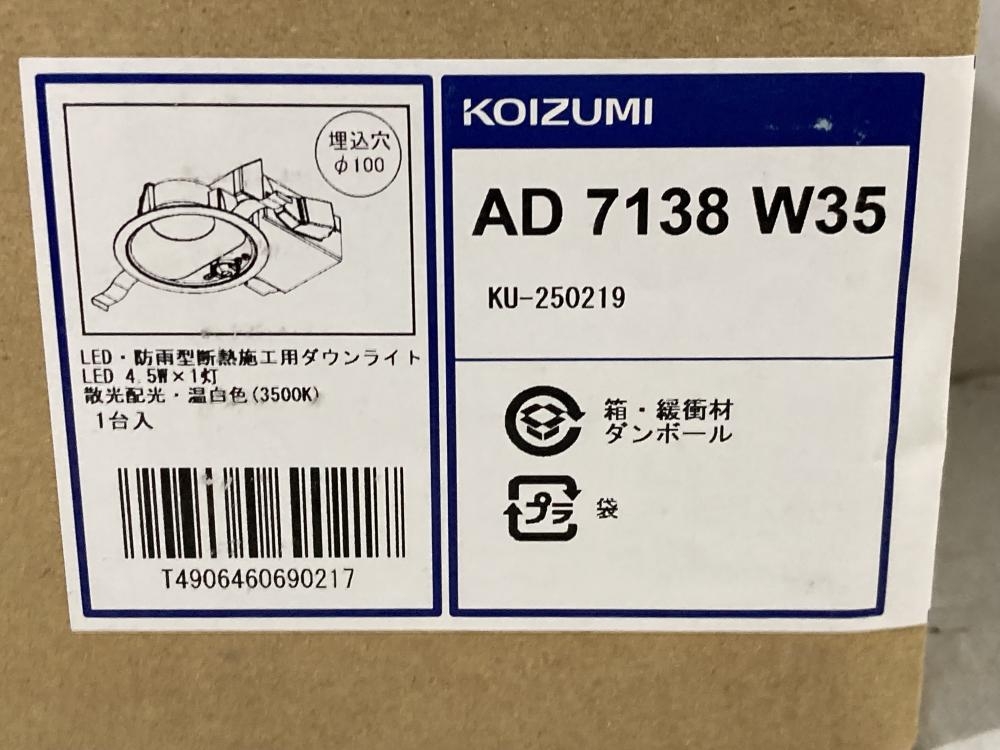 埋込穴
φ100
LED・防雨型断熱施工用ダウンライト
LED 4.5W×1灯
散光配光・温白色(3500K)
1台入
T4906460690217
KOIZUMI
AD 7138 W35
KU-250219
箱・緩衝材
ダンボール
プラ
袋